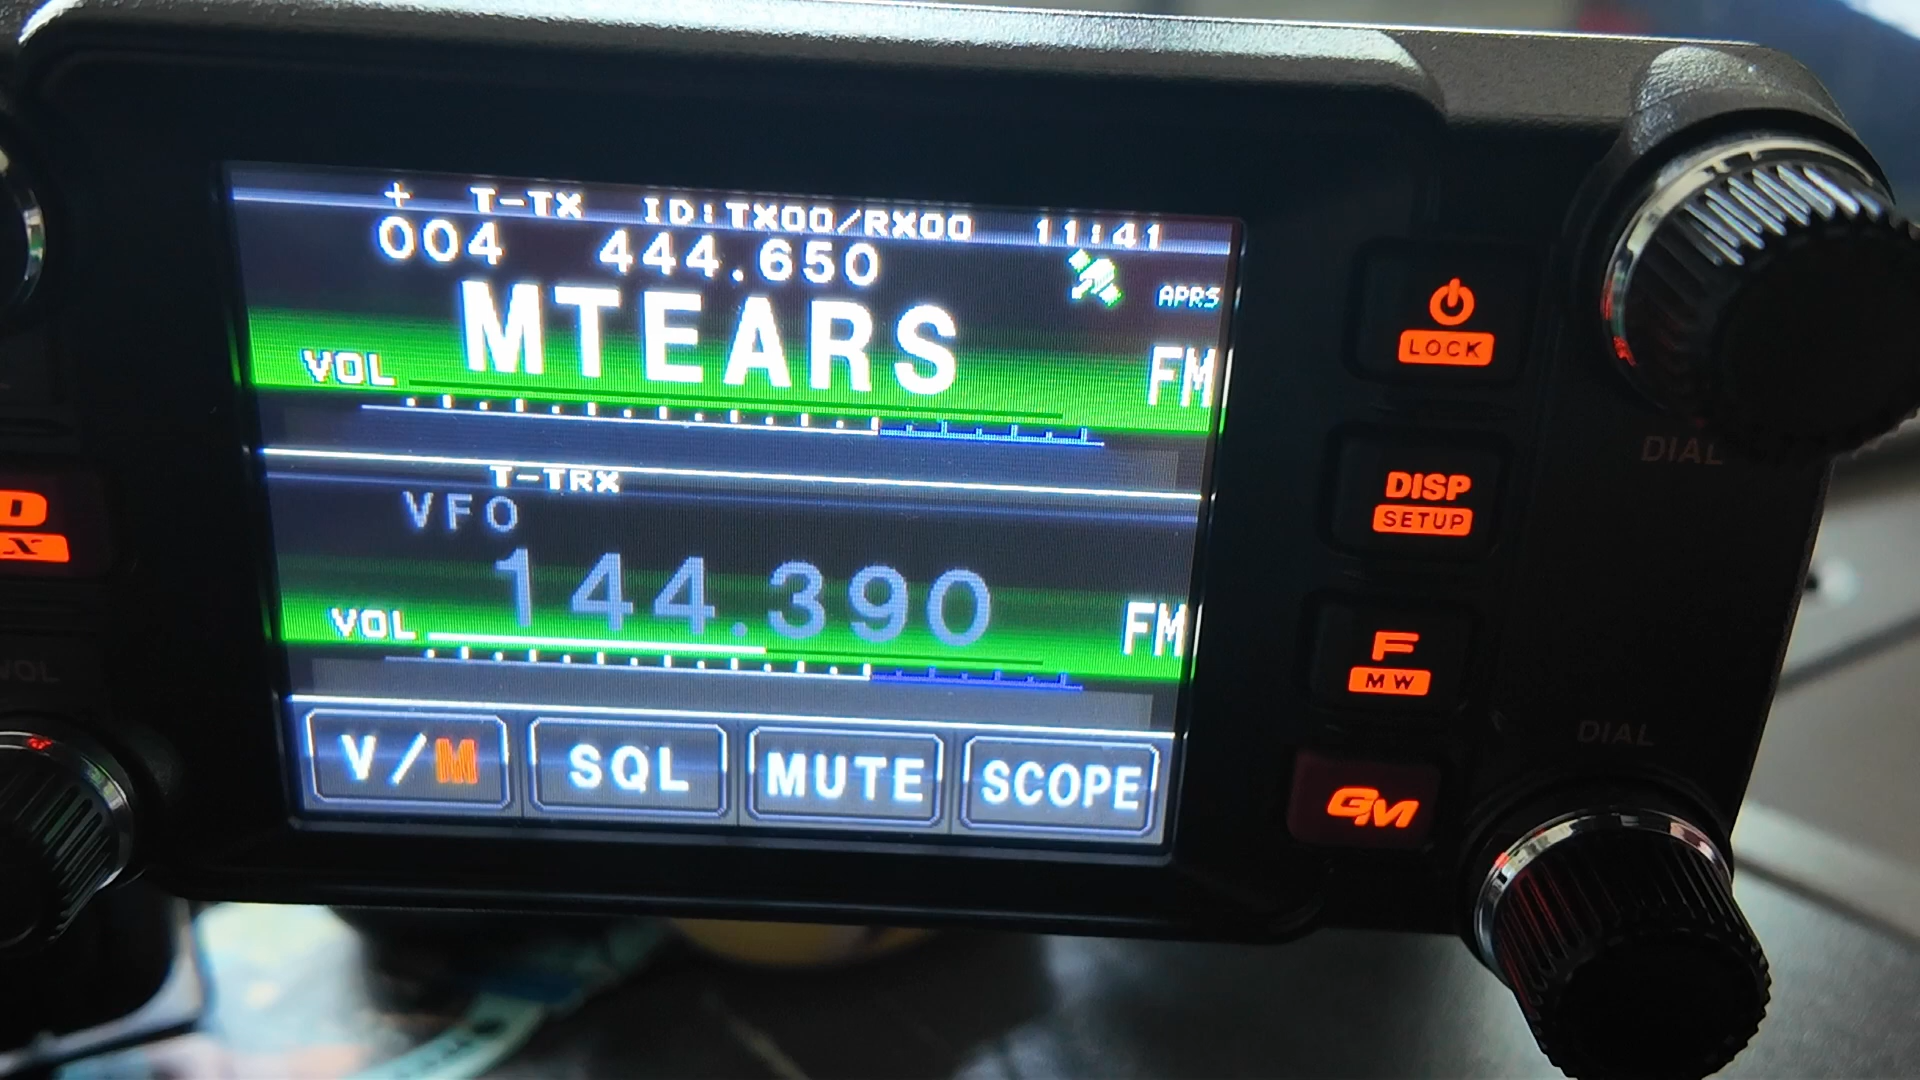 + T-TX ID:TX00/RX00 11:41
004 444.650
APRS
MTEARS
VOL
FM
T-TRX
VFO
144.390
VOL
FM
V/M SQL MUTE SCOPE
LOCK
DIAL
DISP
SETUP
F
MW
DIAL
GM
D
X
VOL